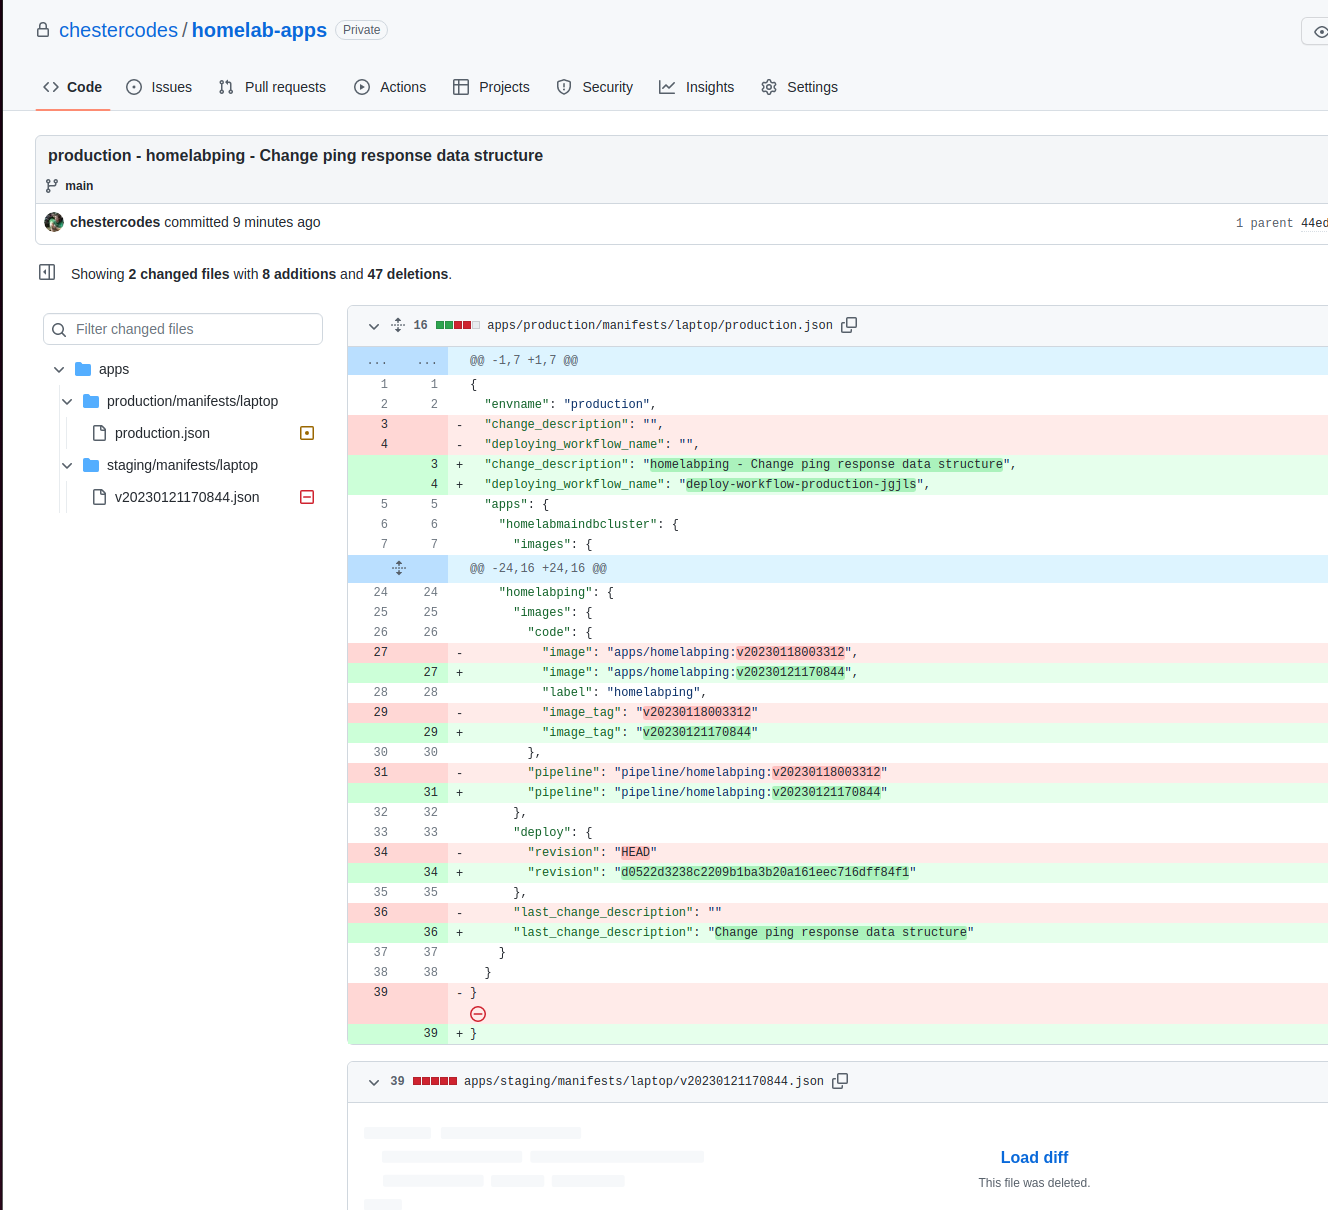 chestercodes / homelab-apps Private
Code Issues Pull requests Actions Projects Security Insights Settings
production - homelabping - Change ping response data structure
main
chestercodes committed 9 minutes ago
1 parent 44ed
Showing 2 changed files with 8 additions and 47 deletions.
Filter changed files
apps
production/manifests/laptop
production.json
staging/manifests/laptop
v20230121170844.json
16 apps/production/manifests/laptop/production.json
... ... @@ -1,7 +1,7 @@
1 1 {
2 2 "envname": "production",
3 - "change_description": "",
4 - "deploying_workflow_name": "",
3 + "change_description": "homelabping - Change ping response data structure",
4 + "deploying_workflow_name": "deploy-workflow-production-jgjls",
5 5 "apps": {
6 6 "homelabmaindbcluster": {
7 7 "images": {
@@ -24,16 +24,16 @@
24 24 "homelabping": {
25 25 "images": {
26 26 "code": {
27 - "image": "apps/homelabping:v20230118003312",
27 + "image": "apps/homelabping:v20230121170844",
28 28 "label": "homelabping",
29 - "image_tag": "v20230118003312"
29 + "image_tag": "v20230121170844"
30 30 },
31 - "pipeline": "pipeline/homelabping:v20230118003312"
31 + "pipeline": "pipeline/homelabping:v20230121170844"
32 32 },
33 33 "deploy": {
34 - "revision": "HEAD"
34 + "revision": "d0522d3238c2209b1ba3b20a161eec716dff84f1"
35 35 },
36 - "last_change_description": ""
36 + "last_change_description": "Change ping response data structure"
37 37 }
38 38 }
39 - }
39 + }
39 apps/staging/manifests/laptop/v20230121170844.json
Load diff
This file was deleted.